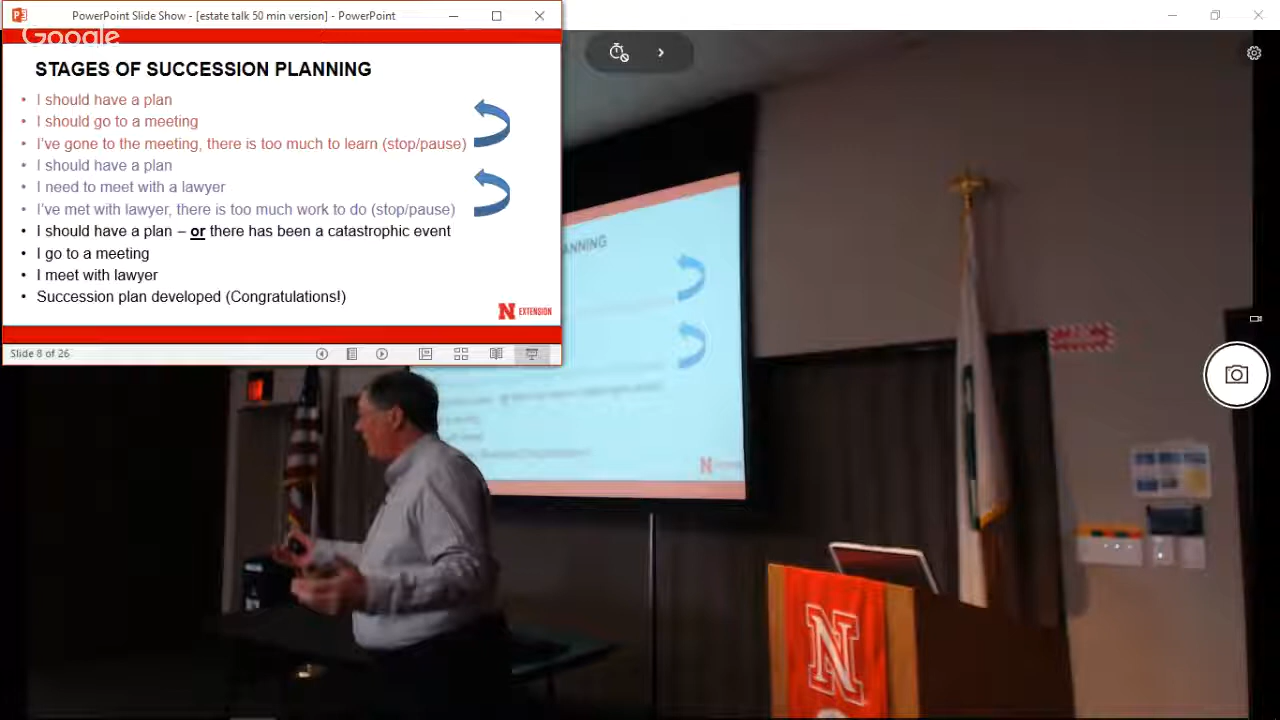 PowerPoint Slide Show - [estate talk 50 min version] - PowerPoint
Google
STAGES OF SUCCESSION PLANNING
• I should have a plan
• I should go to a meeting
• I've gone to the meeting, there is too much to learn (stop/pause)
• I should have a plan
• I need to meet with a lawyer
• I've met with lawyer, there is too much work to do (stop/pause)
• I should have a plan – or there has been a catastrophic event
• I go to a meeting
• I meet with lawyer
• Succession plan developed (Congratulations!)
N EXTENSION
Slide 8 of 26
ANNING
N
N